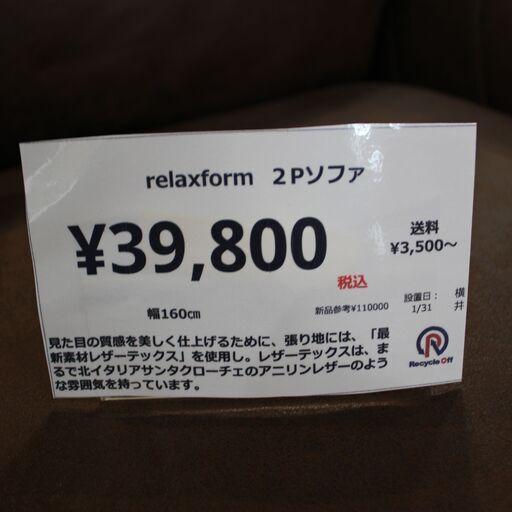 relaxform 2Pソファ
¥39,800
税込
送料
¥3,500~
幅160㎝
新品参考¥110000
設置日：
1/31
横井
見た目の質感を美しく仕上げるために、張り地には、「最
新素材レザーテックス」を使用し。レザーテックスは、ま
るで北イタリアサンタクローチェのアニリンレザーのよう
な雰囲気を持っています。
Recycle Off